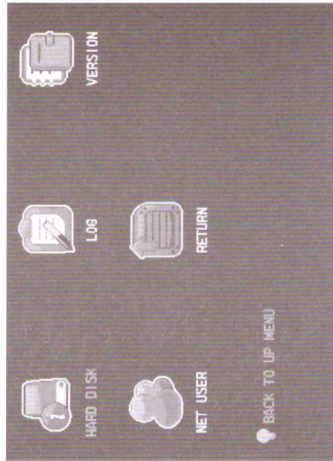 HARD DISK
LOG
VERSION
NET USER
RETURN
BACK TO UP MENU